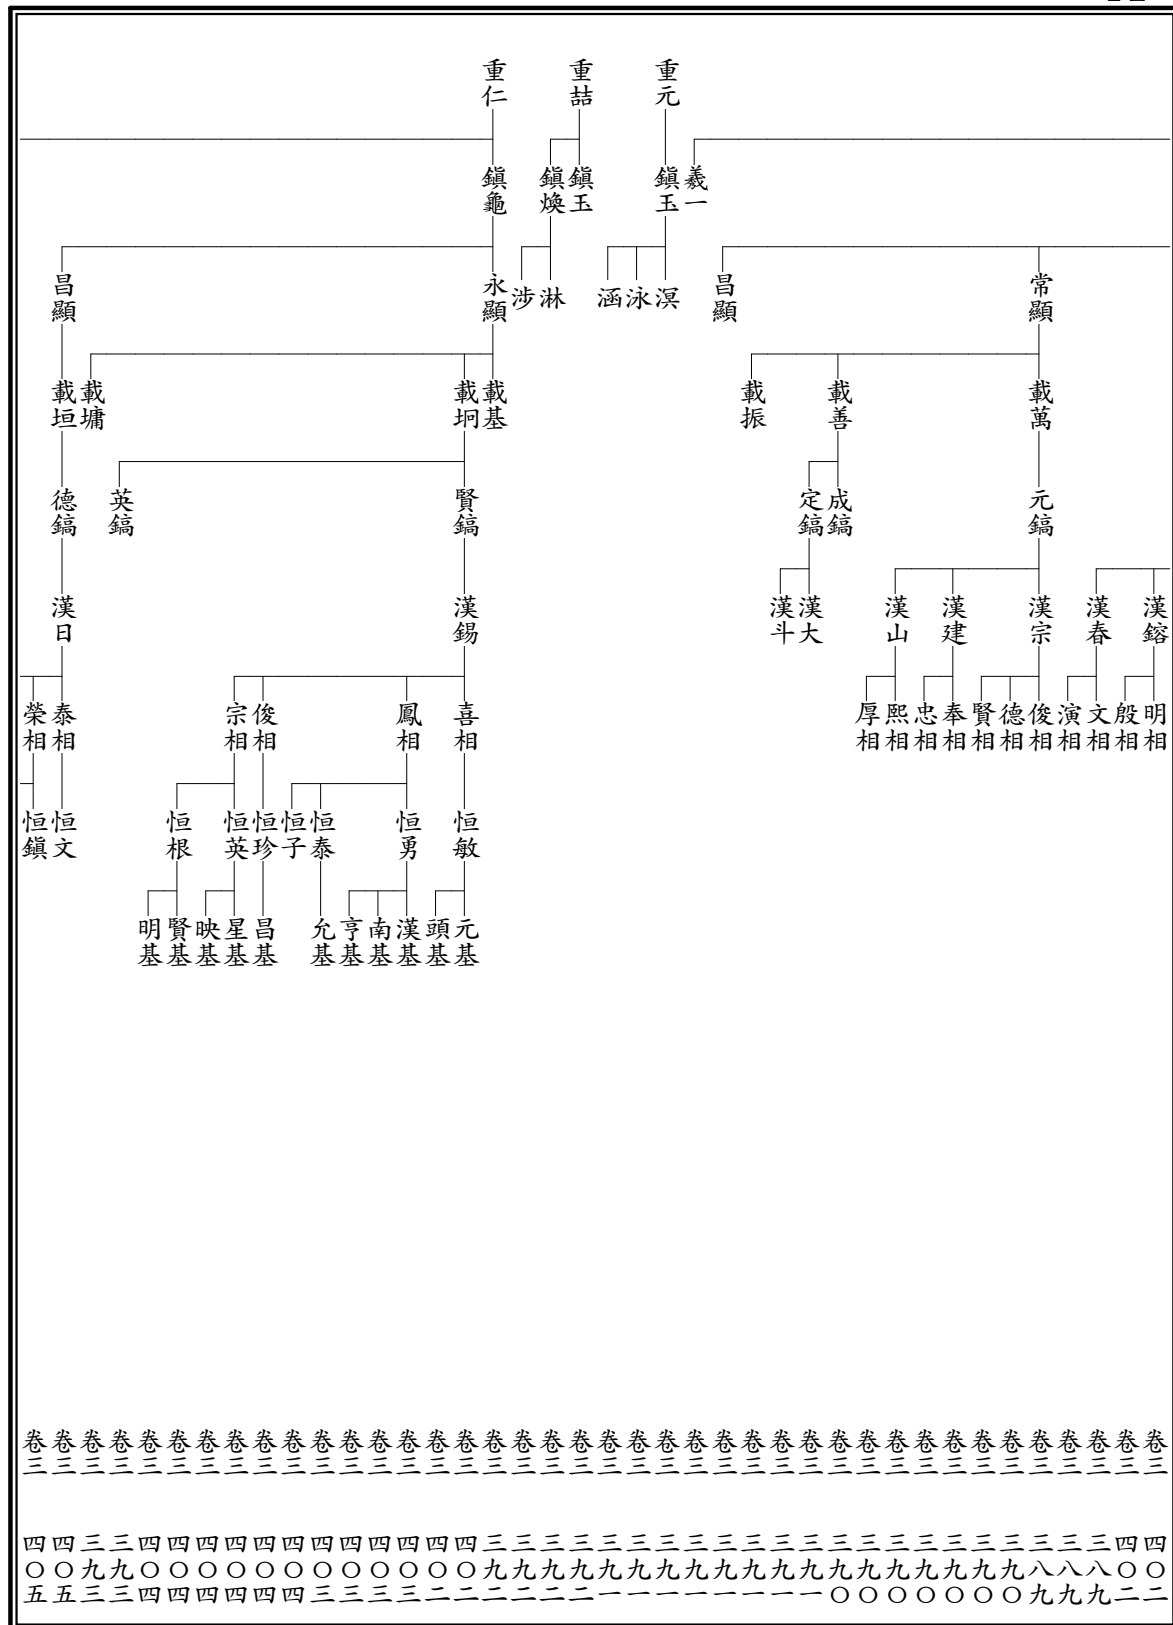 重元 重喆 重仁
羲一 鎭玉 鎭玉 鎭煥 鎭龜
常顯 昌顯 溟 泳 涵 淋 涉 永顯 昌顯
載萬 載善 載振 載基 載坰 載墉 載垣
元鎬 成鎬 定鎬 賢鎬 英鎬 德鎬
漢鎔 漢春 漢宗 漢建 漢山 漢大 漢斗 漢錫 漢日
明相 殷相 文相 演相 俊相 德相 賢相 奉相 忠相 熙相 厚相 喜相 鳳相 俊相 宗相 泰相 榮相
恒敏 恒勇 恒泰 恒子 恒珍 恒英 恒根 恒文 恒鎭
元基 頭基 漢基 南基 亨基 允基 昌基 星基 映基 賢基 明基
卷三 卷三 卷三 卷三 卷三 卷三 卷三 卷三 卷三 卷三 卷三 卷三 卷三 卷三 卷三 卷三 卷三 卷三 卷三 卷三 卷三 卷三 卷三 卷三 卷三 卷三 卷三 卷三 卷三 卷三 卷三 卷三 卷三 卷三 卷三 卷三 卷三 卷三 卷三 卷三
四〇二 四〇二 三八九 三八九 三八九 三九〇 三九〇 三九〇 三九〇 三九〇 三九〇 三九〇 三九一 三九一 三九一 三九一 三九一 三九一 三九一 三九一 三九二 三九二 三九二 三九二 四〇二 四〇二 四〇三 四〇三 四〇三 四〇三 四〇四 四〇四 四〇四 四〇四 四〇四 四〇四 三九三 三九三 四〇五 四〇五